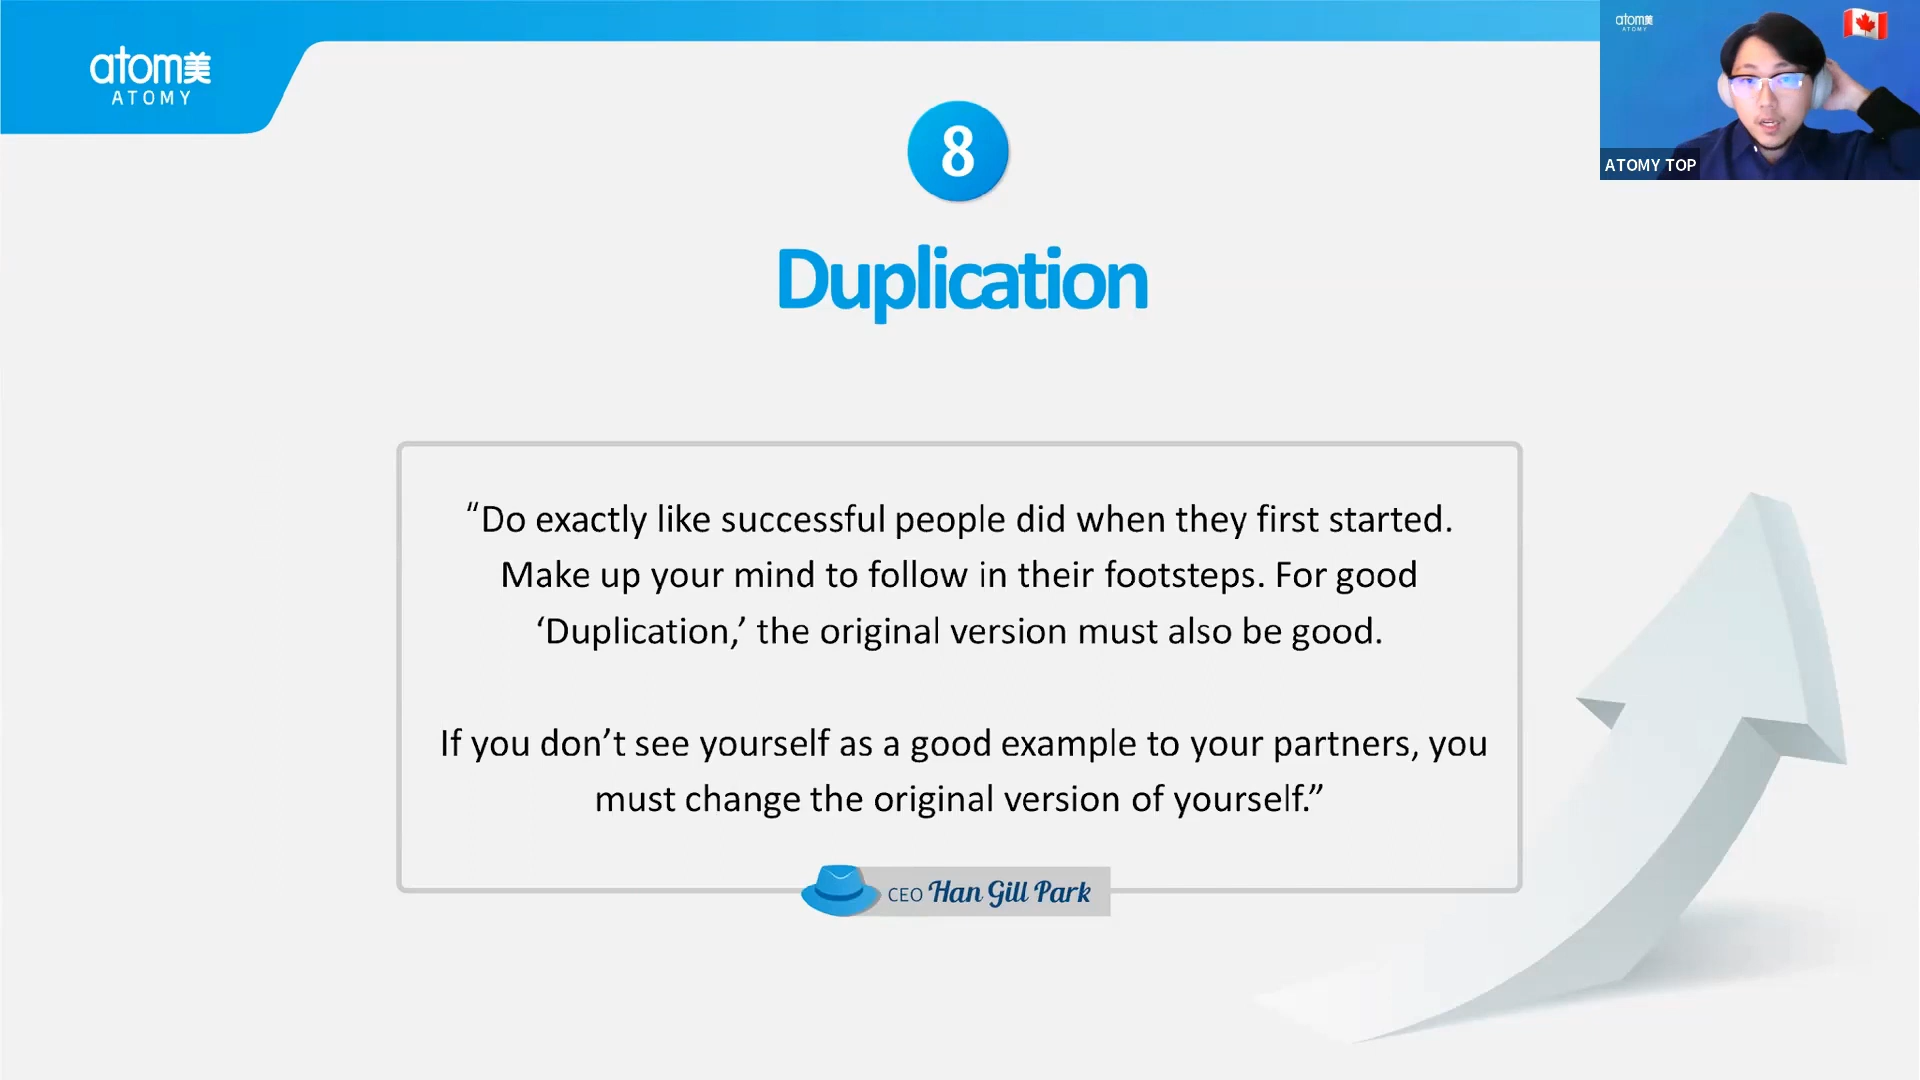 atom美
ATOMY
8
Duplication
“Do exactly like successful people did when they first started.
Make up your mind to follow in their footsteps. For good
‘Duplication,’ the original version must also be good.
If you don’t see yourself as a good example to your partners, you
must change the original version of yourself.”
CEO Han Gill Park
atom美
ATOMY
ATOMY TOP